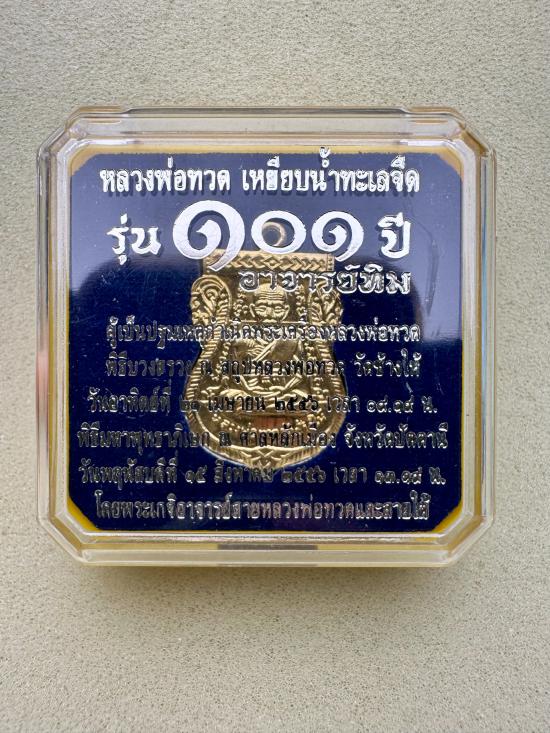 หลวงพ่อทวด เหยียบน้ำทะเลจืด
รุ่น ๑๐๑ ปี
อาจารย์ทิม
ผู้เป็นปฐมเหตุกำเนิดพระเครื่องหลวงพ่อทวด
พิธีบวงสรวง ณ สถูปหลวงพ่อทวด วัดช้างให้
วันอาทิตย์ที่ ๒๑ เมษายน ๒๕๕๖ เวลา ๐๘.๑๙ น.
พิธีมหาพุทธาภิเษก ณ ศาลหลักเมือง จังหวัดปัตตานี
วันพฤหัสบดีที่ ๑๕ สิงหาคม ๒๕๕๖ เวลา ๑๓.๑๙ น.
โดยพระเกจิอาจารย์สายหลวงพ่อทวดและสายใต้